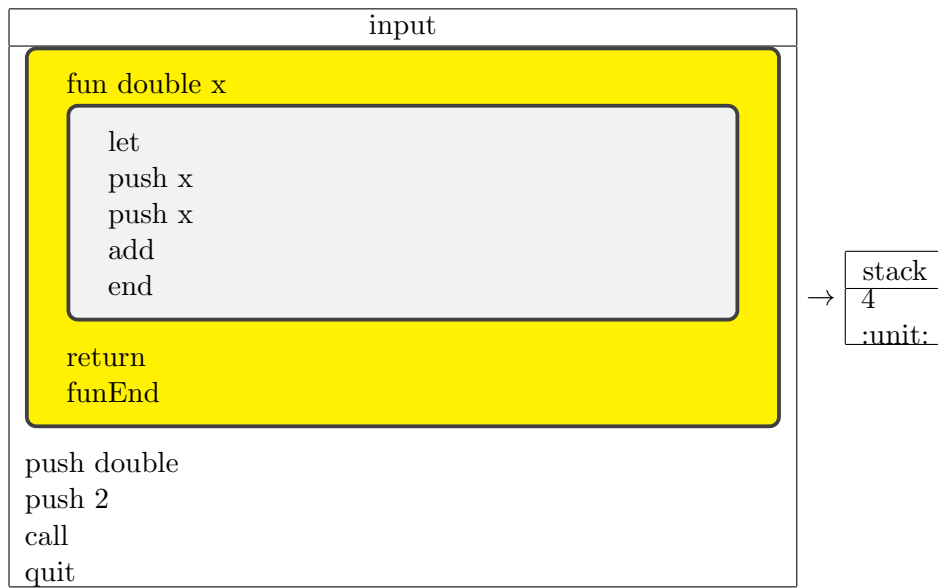 input
fun double x
let
push x
push x
add
end
return
funEnd
push double
push 2
call
quit
→
stack
4
:unit: